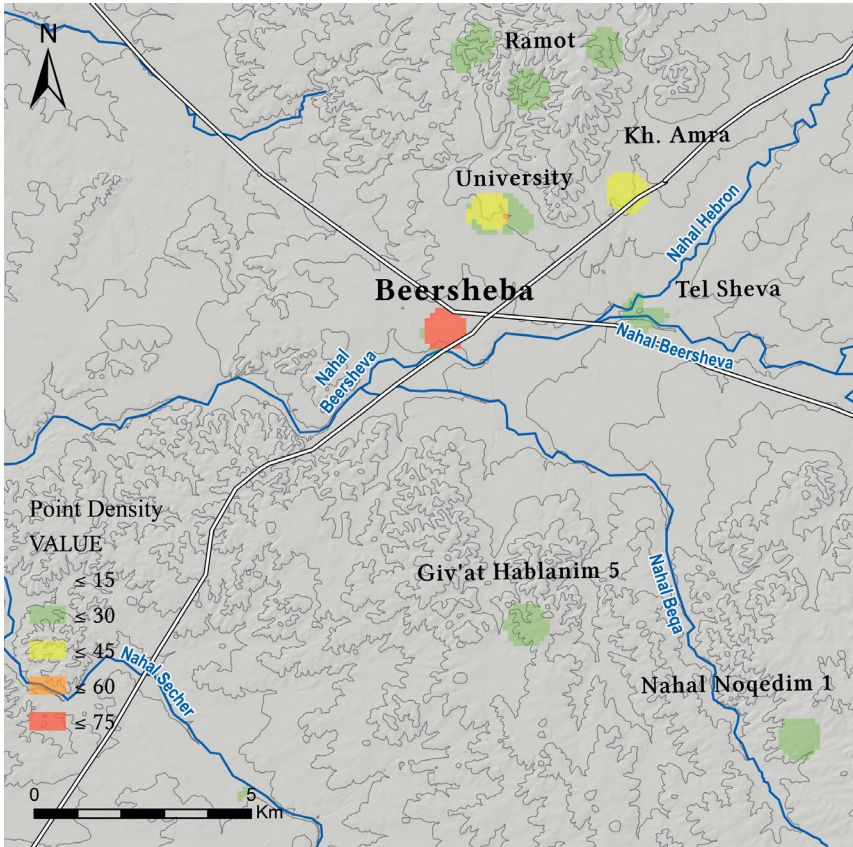 N
Ramot
Kh. Amra
University
Nahal Hebron
Beersheba
Tel Sheva
Nahal Beersheva
Nahal
Beersheva
Point Density
VALUE
≤ 15
≤ 30
≤ 45
≤ 60
≤ 75
Giv'at Hablanim 5
Nahal Beqa
Nahal Secher
Nahal Noqedim 1
0 5
Km